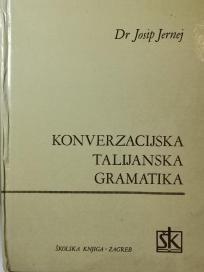 Dr Josip Jernej
KONVERZACIJSKA
TALIJANSKA
GRAMATIKA
ŠKOLSKA KNJIGA - ZAGREB
šk